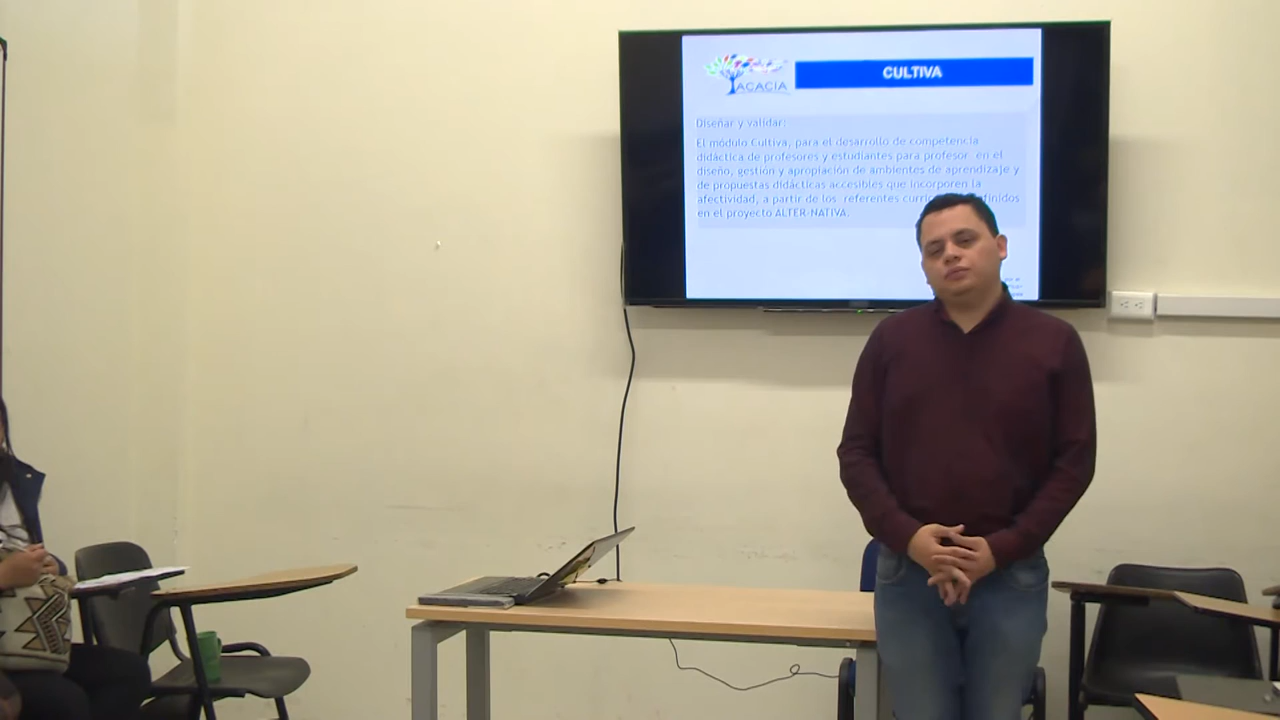 ACACIA
CULTIVA
Diseñar y validar:
El módulo Cultiva, para el desarrollo de competencia
didáctica de profesores y estudiantes para profesor en el
diseño, gestión y apropiación de ambientes de aprendizaje y
de propuestas didácticas accesibles que incorporen la
afectividad, a partir de los referentes
en el proyecto ALTER-NATIVA.